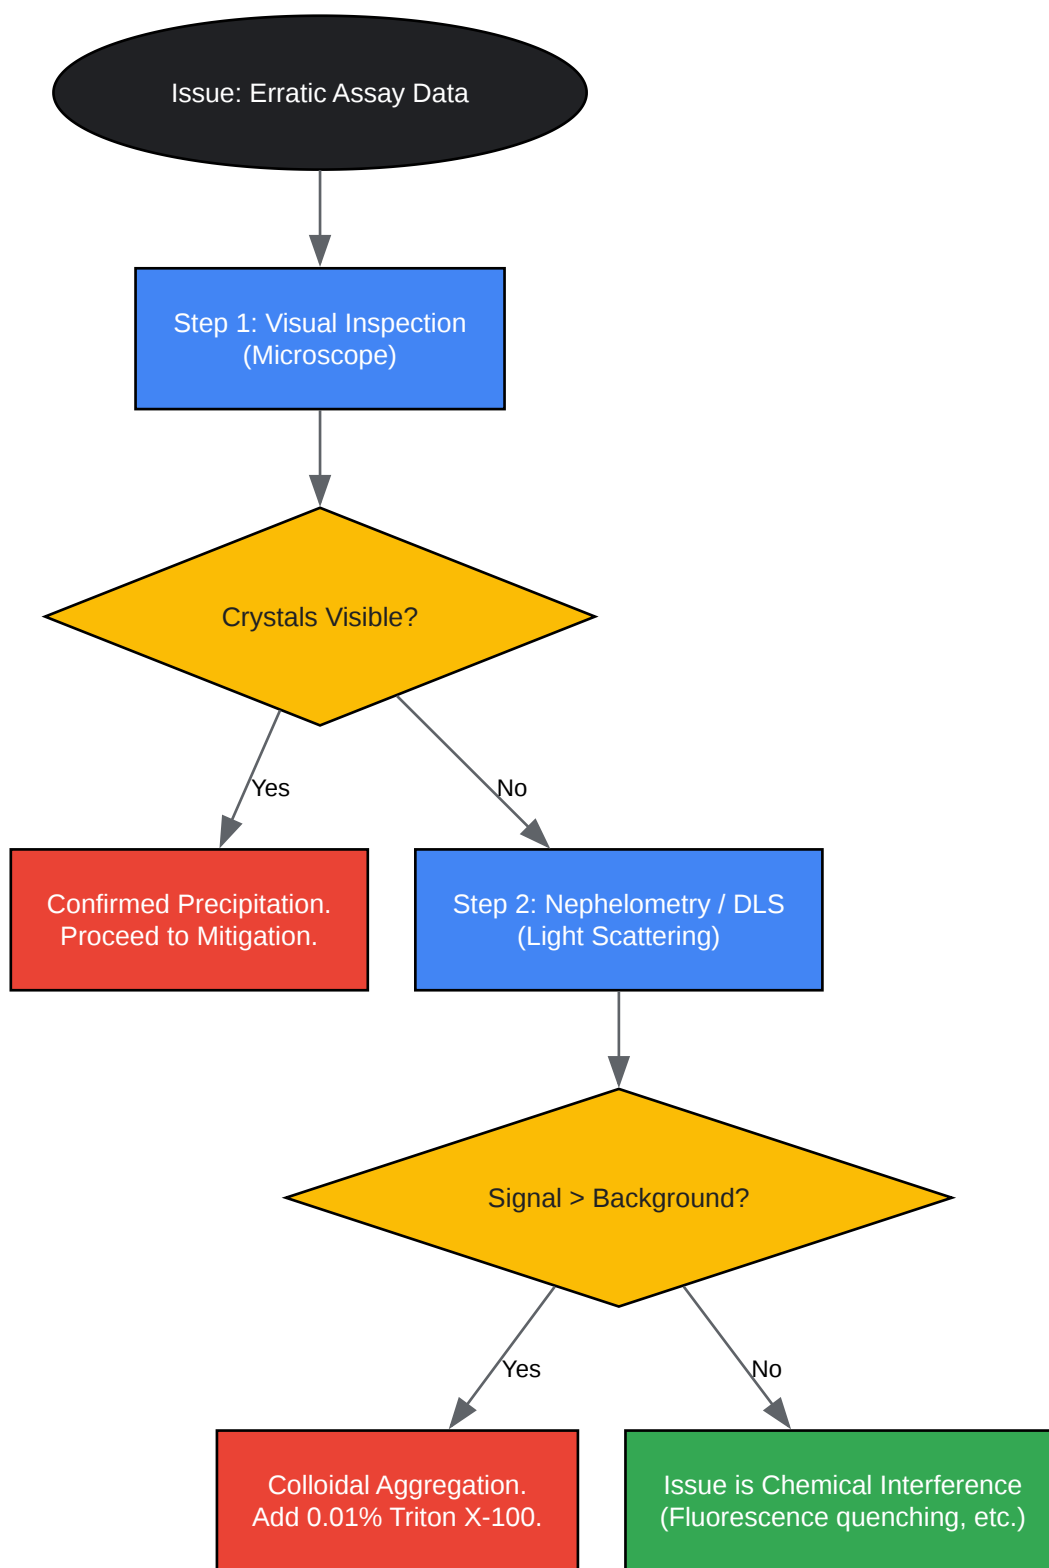 Issue: Erratic Assay Data
Step 1: Visual Inspection
(Microscope)
Crystals Visible?
Yes
No
Confirmed Precipitation.
Proceed to Mitigation.
Step 2: Nephelometry / DLS
(Light Scattering)
Signal > Background?
Yes
No
Colloidal Aggregation.
Add 0.01% Triton X-100.
Issue is Chemical Interference
(Fluorescence quenching, etc.)